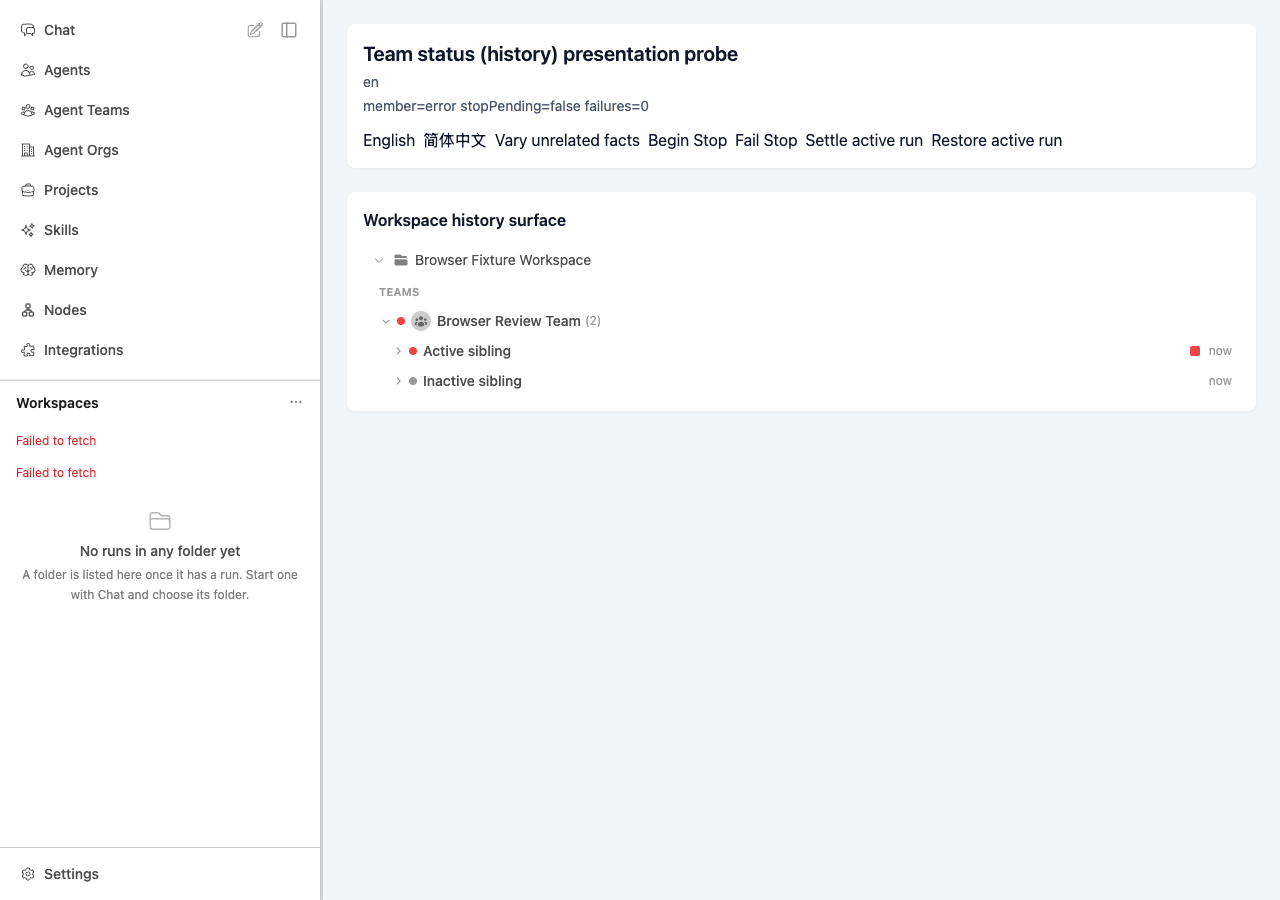 Chat
Agents
Agent Teams
Agent Orgs
Projects
Skills
Memory
Nodes
Integrations
Workspaces
Failed to fetch
Failed to fetch
No runs in any folder yet
A folder is listed here once it has a run. Start one
with Chat and choose its folder.
Settings
Team status (history) presentation probe
en
member=error stopPending=false failures=0
English 简体中文 Vary unrelated facts Begin Stop Fail Stop Settle active run Restore active run
Workspace history surface
Browser Fixture Workspace
TEAMS
Browser Review Team (2)
Active sibling now
Inactive sibling now